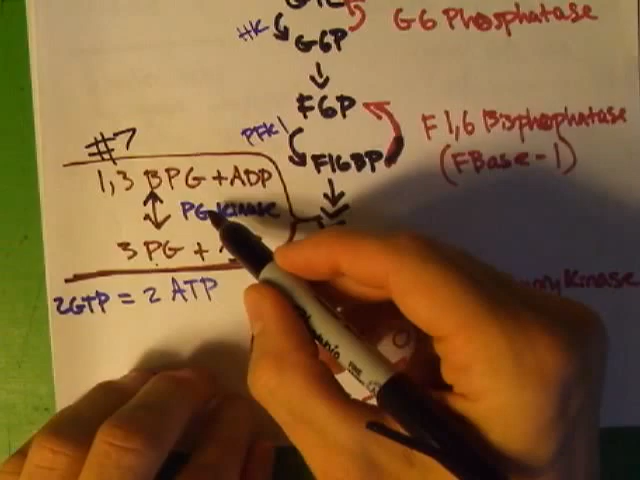 HK
G6P
G6 Phosphatase
F6P
PFK1
F16BP
F1,6 Bisphosphatase
(FBase-1)
#7
1,3 BPG + ADP
PG Kinase
3 PG +
2GTP = 2 ATP
Kinase